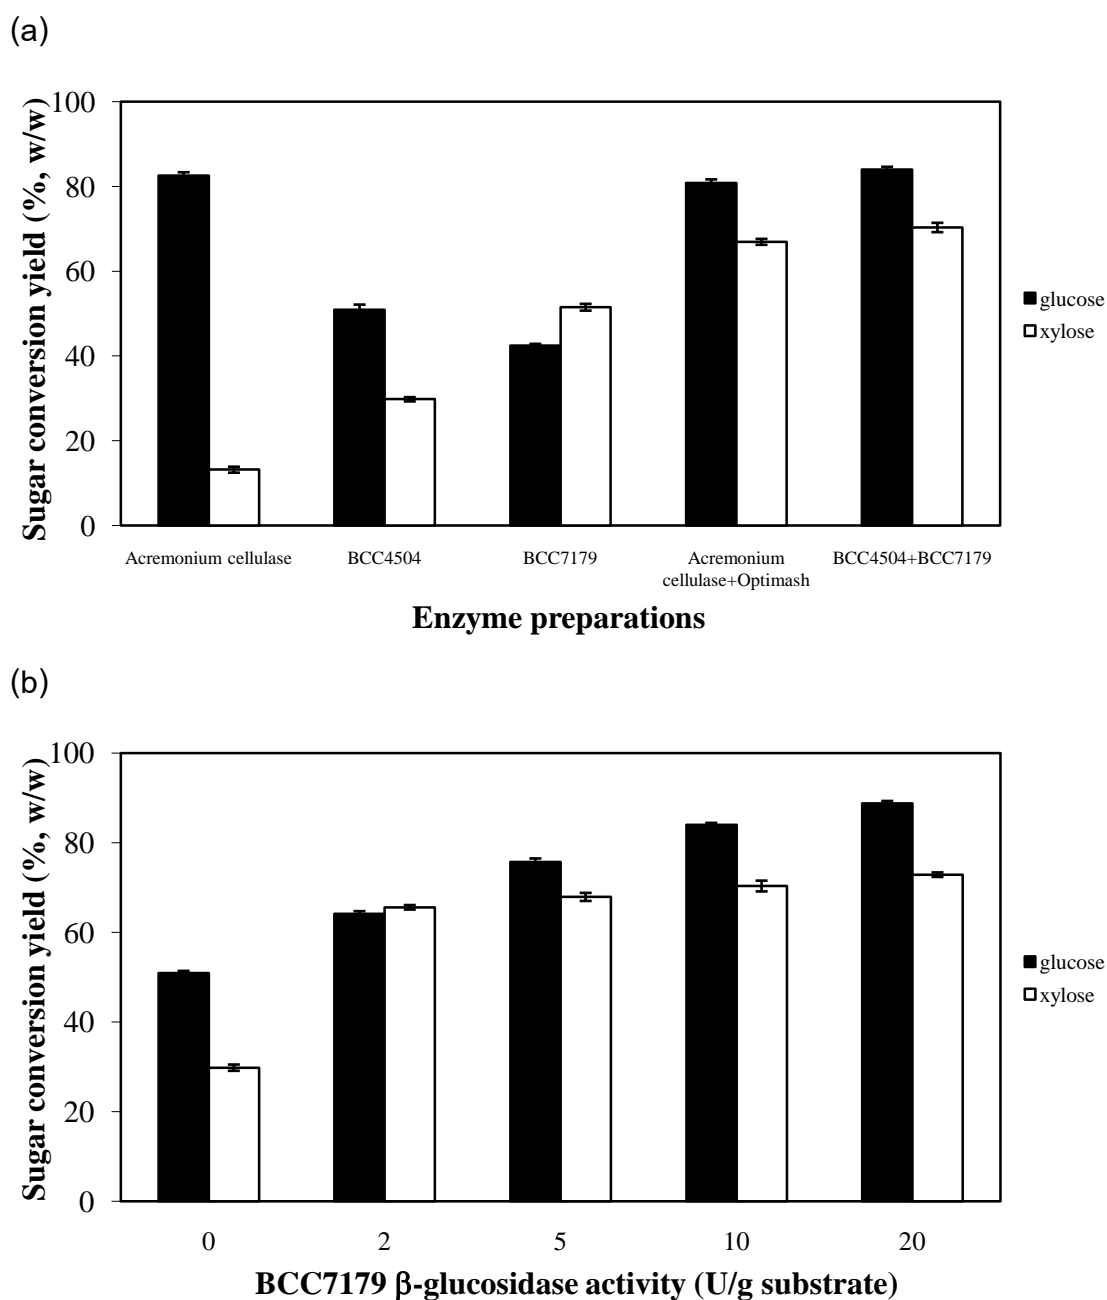 (a)
Sugar conversion yield (%, w/w)
100
80
60
40
20
0
Acremonium cellulase
BCC4504
BCC7179
Acremonium
cellulase+Optimash
BCC4504+BCC7179
Enzyme preparations
glucose
xylose
(b)
Sugar conversion yield (%, w/w)
100
80
60
40
20
0
0
2
5
10
20
BCC7179 β-glucosidase activity (U/g substrate)
glucose
xylose